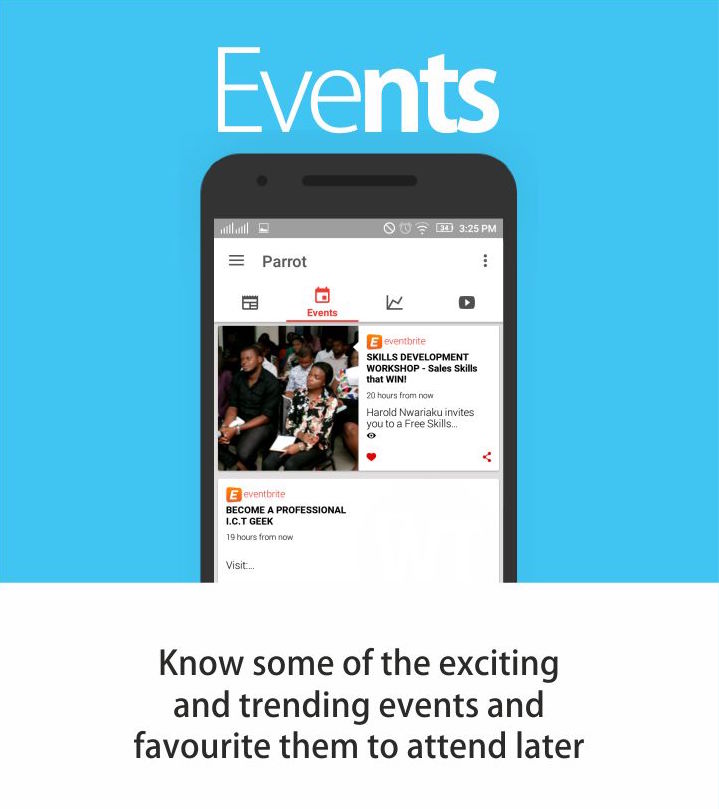 Events
34 3:25 PM
Parrot
Events
E eventbrite
SKILLS DEVELOPMENT
WORKSHOP - Sales Skills
that WIN!
20 hours from now
Harold Nwariaku invites
you to a Free Skills...
E eventbrite
BECOME A PROFESSIONAL
I.C.T GEEK
19 hours from now
Visit:...
Know some of the exciting
and trending events and
favourite them to attend later